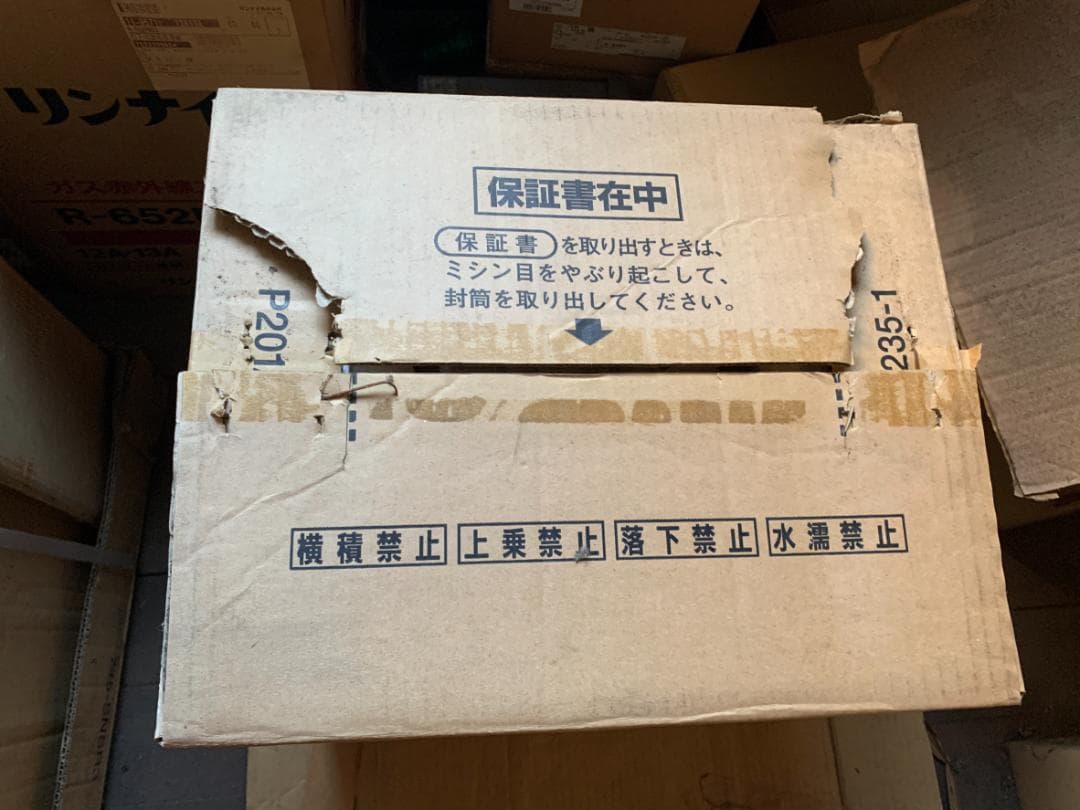 リンナイ
R-652
12A・13A
保証書在中
保証書を取り出すときは、
ミシン目をやぶり起こして、
封筒を取り出してください。
P201
235-1
横積禁止 上乗禁止 落下禁止 水濡禁止